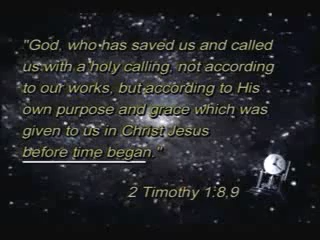 "God, who has saved us and called
us with a holy calling, not according
to our works, but according to His
own purpose and grace which was
given to us in Christ Jesus
before time began."
2 Timothy 1:8,9